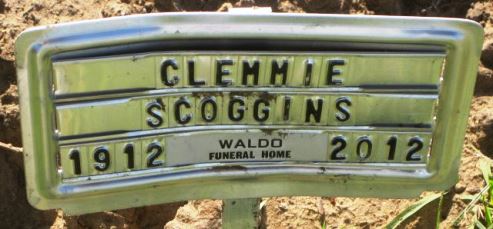 CLEMMIE
SCOGGINS
1912 WALDO FUNERAL HOME 2012